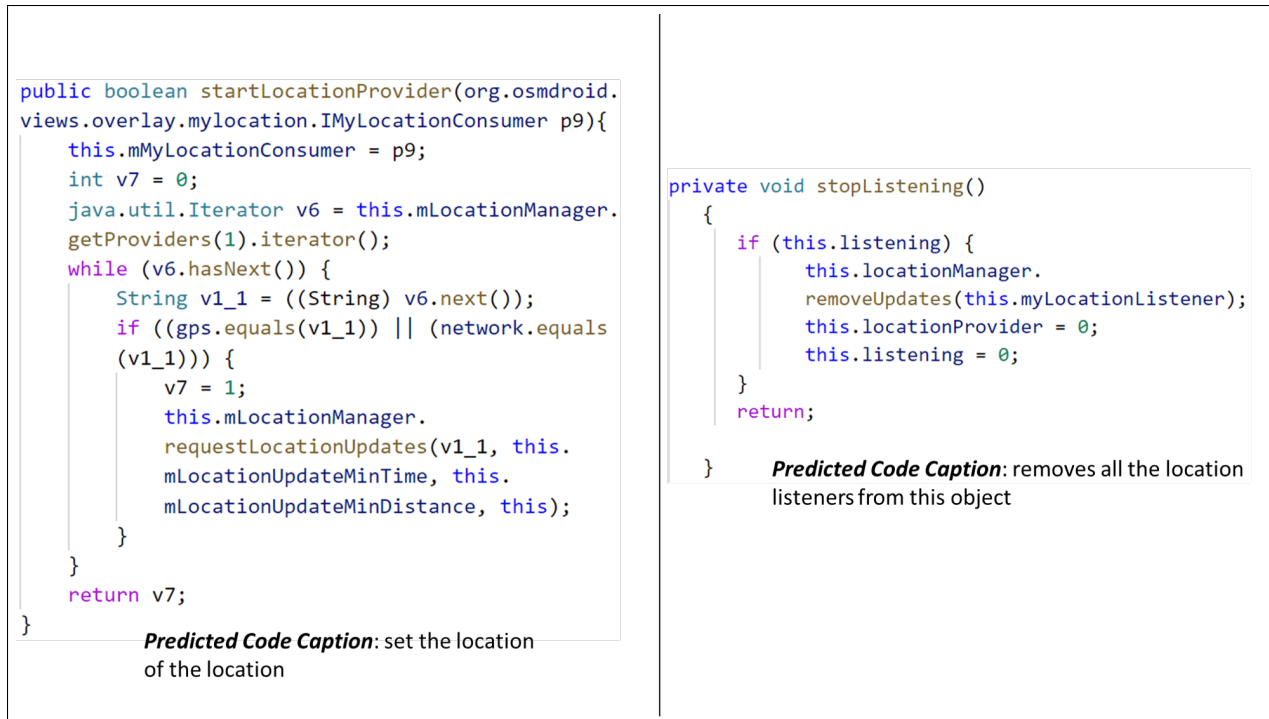 public boolean startLocationProvider(org.osmdroid.
views.overlay.mylocation.IMyLocationConsumer p9){
this.mMyLocationConsumer = p9;
int v7 = 0;
java.util.Iterator v6 = this.mLocationManager.
getProviders(1).iterator();
while (v6.hasNext()) {
String v1_1 = ((String) v6.next());
if ((gps.equals(v1_1)) || (network.equals
(v1_1))) {
v7 = 1;
this.mLocationManager.
requestLocationUpdates(v1_1, this.
mLocationUpdateMinTime, this.
mLocationUpdateMinDistance, this);
}
}
return v7;
}
Predicted Code Caption: set the location
of the location
private void stopListening()
{
if (this.listening) {
this.locationManager.
removeUpdates(this.myLocationListener);
this.locationProvider = 0;
this.listening = 0;
}
return;
}
Predicted Code Caption: removes all the location
listeners from this object